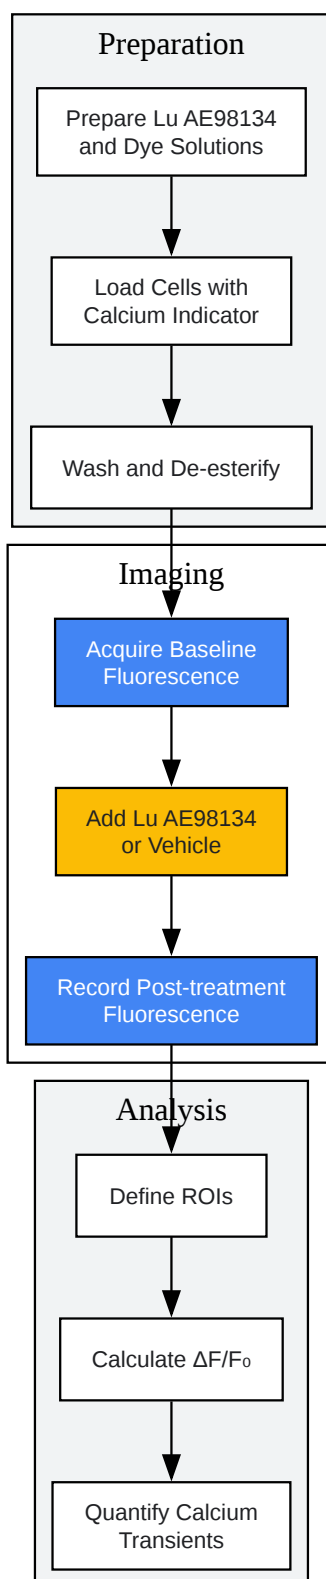 Preparation
Prepare Lu AE98134
and Dye Solutions
Load Cells with
Calcium Indicator
Wash and De-esterify
Imaging
Acquire Baseline
Fluorescence
Add Lu AE98134
or Vehicle
Record Post-treatment
Fluorescence
Analysis
Define ROIs
Calculate ΔF/F₀
Quantify Calcium
Transients